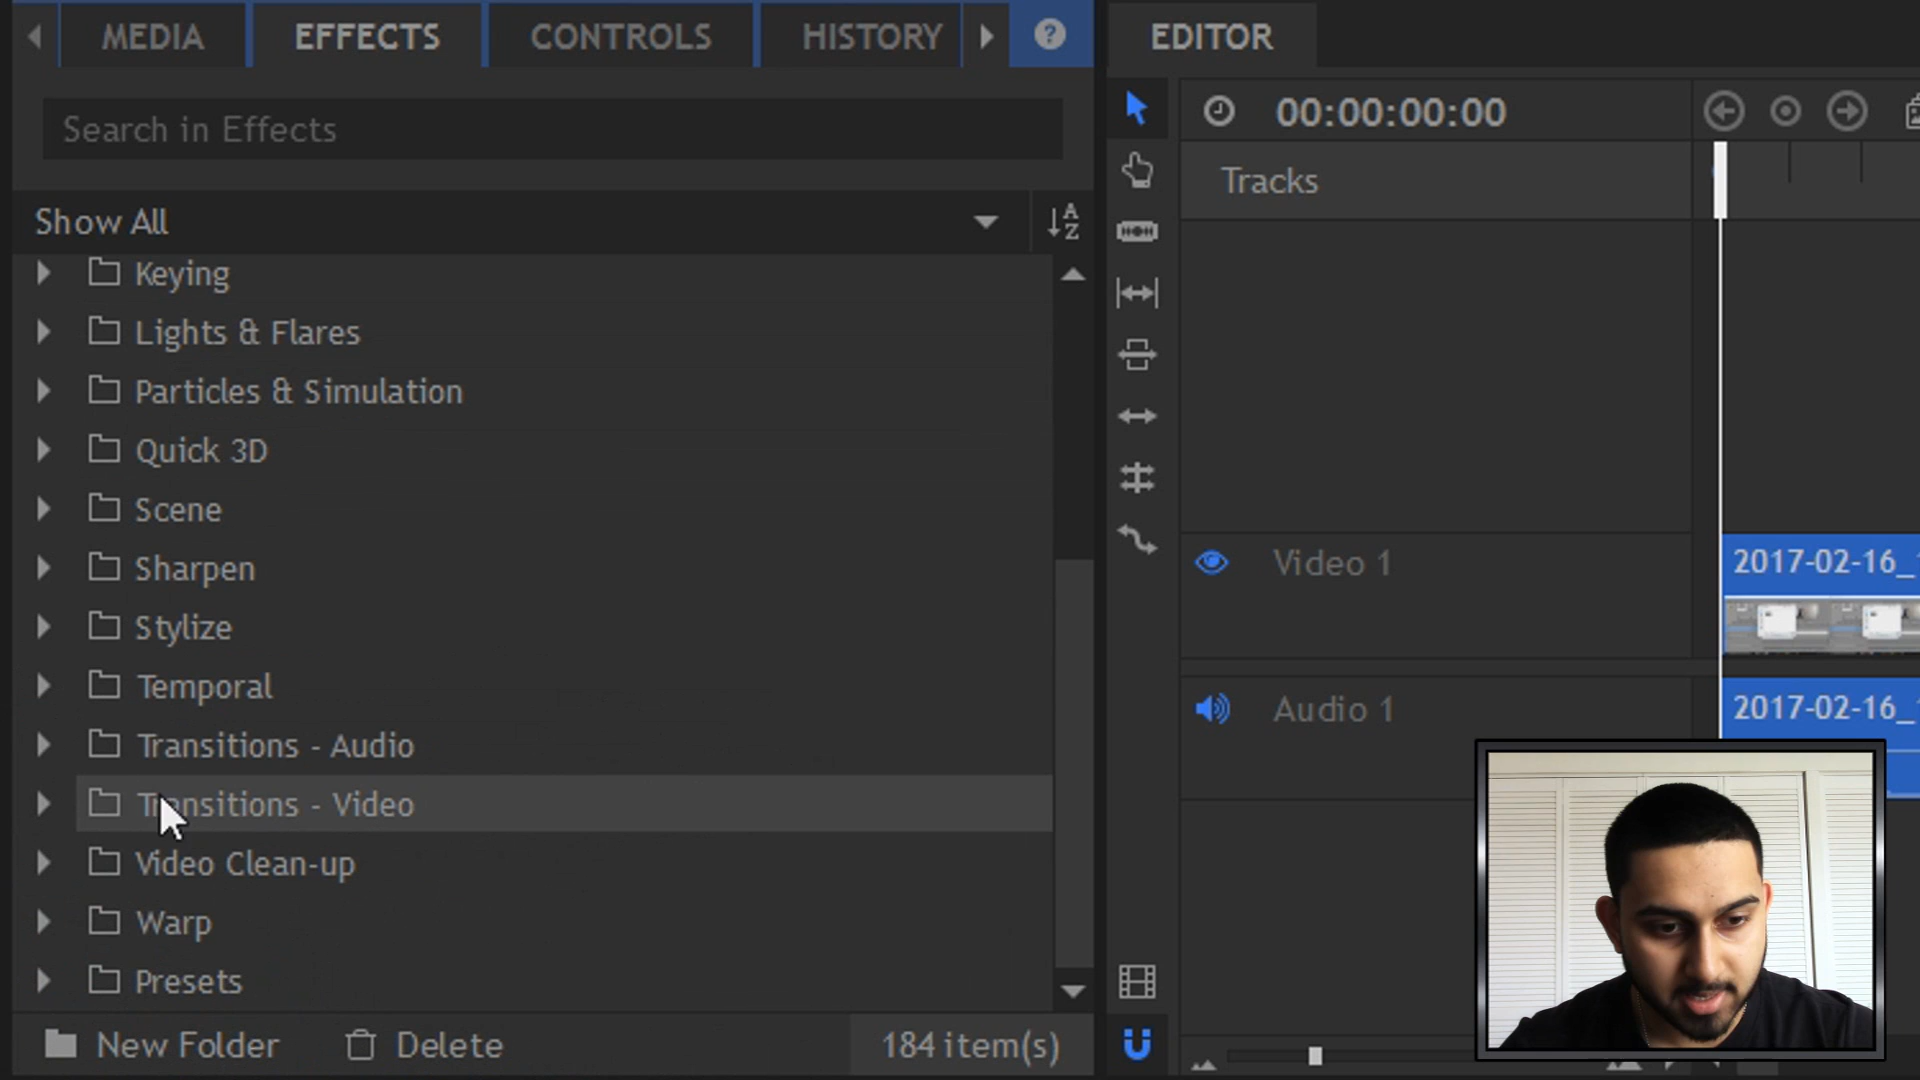 MEDIA
EFFECTS
CONTROLS
HISTORY
?
EDITOR
Search in Effects
00:00:00:00
Show All
A
Z
Tracks
Keying
Lights & Flares
Particles & Simulation
Quick 3D
Scene
Sharpen
Stylize
Temporal
Transitions - Audio
Transitions - Video
Video Clean-up
Warp
Presets
Video 1
2017-02-16_
Audio 1
2017-02-16_
New Folder
Delete
184 item(s)